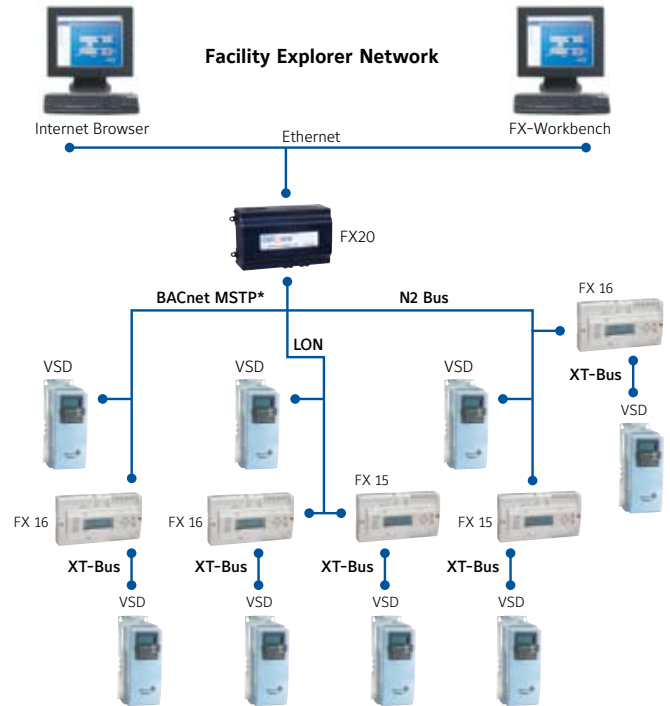 Facility Explorer Network
Internet Browser
FX-Workbench
Ethernet
FX20
BACnet MSTP*
N2 Bus
FX 16
LON
VSD
VSD
VSD
XT-Bus
VSD
FX 15
FX 16
FX 16
FX 15
XT-Bus
XT-Bus
XT-Bus
XT-Bus
VSD
VSD
VSD
VSD